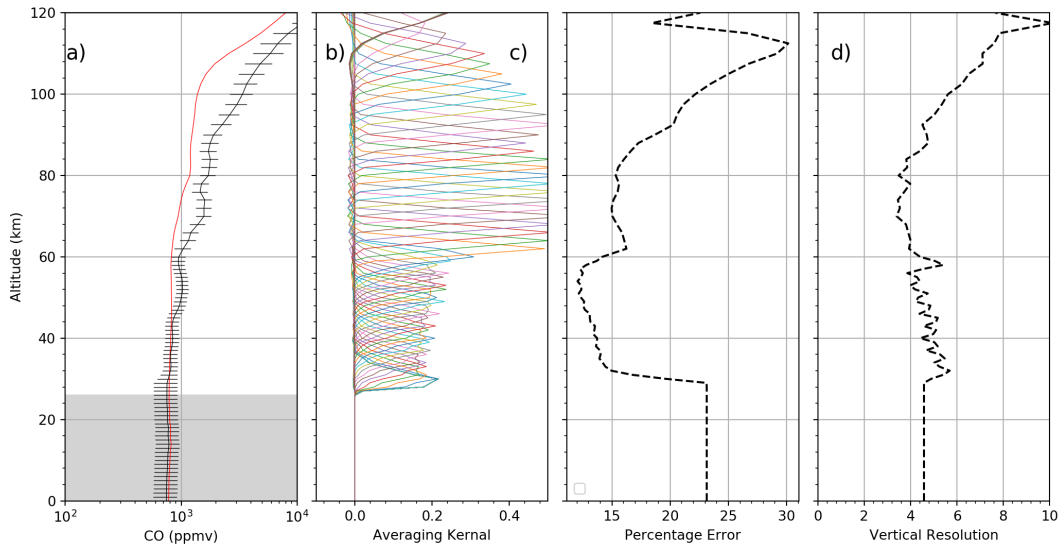 a)
b)
c)
d)
120
100
80
60
40
20
0
Altitude (km)
10²
10³
10⁴
CO (ppmv)
0.0
0.2
0.4
Averaging Kernal
15
20
25
30
Percentage Error
0
2
4
6
8
10
Vertical Resolution